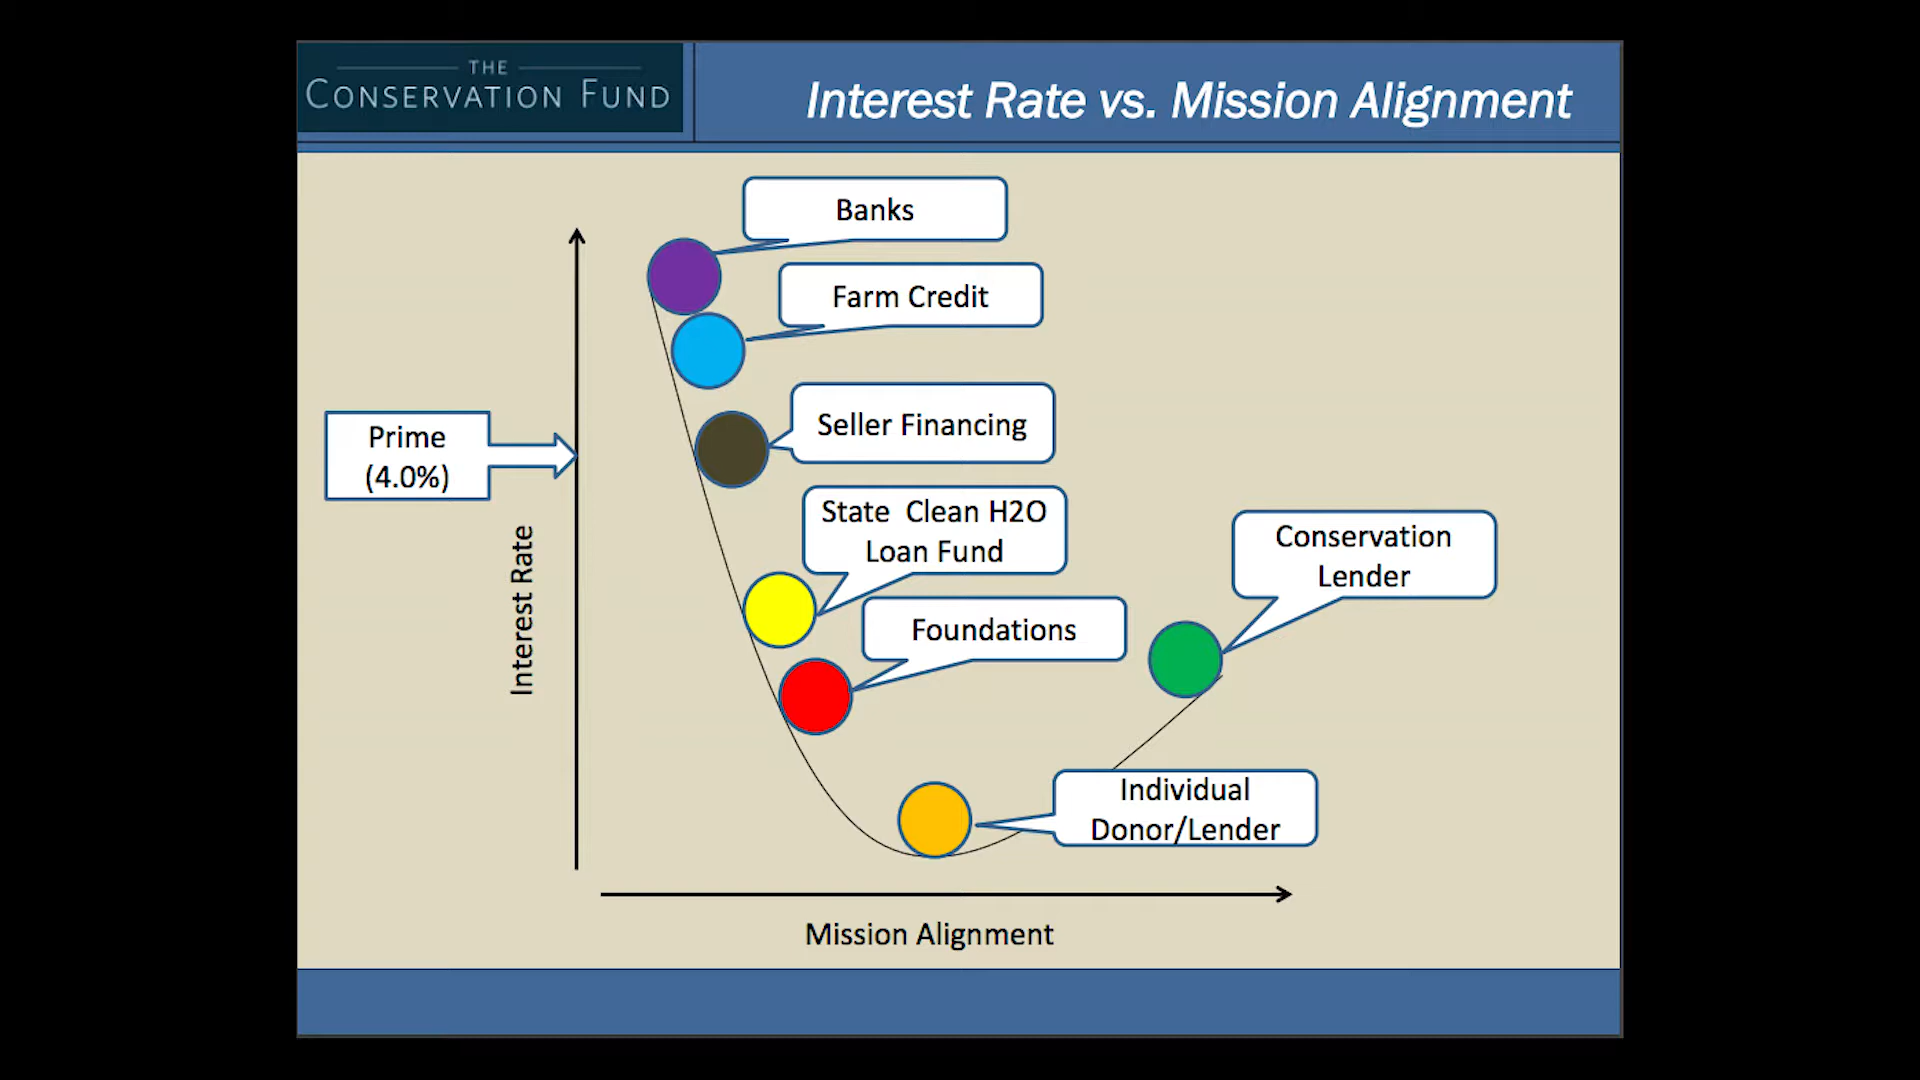 THE
CONSERVATION FUND
Interest Rate vs. Mission Alignment
Banks
Farm Credit
Seller Financing
Prime
(4.0%)
State Clean H2O
Loan Fund
Conservation
Lender
Foundations
Interest Rate
Individual
Donor/Lender
Mission Alignment